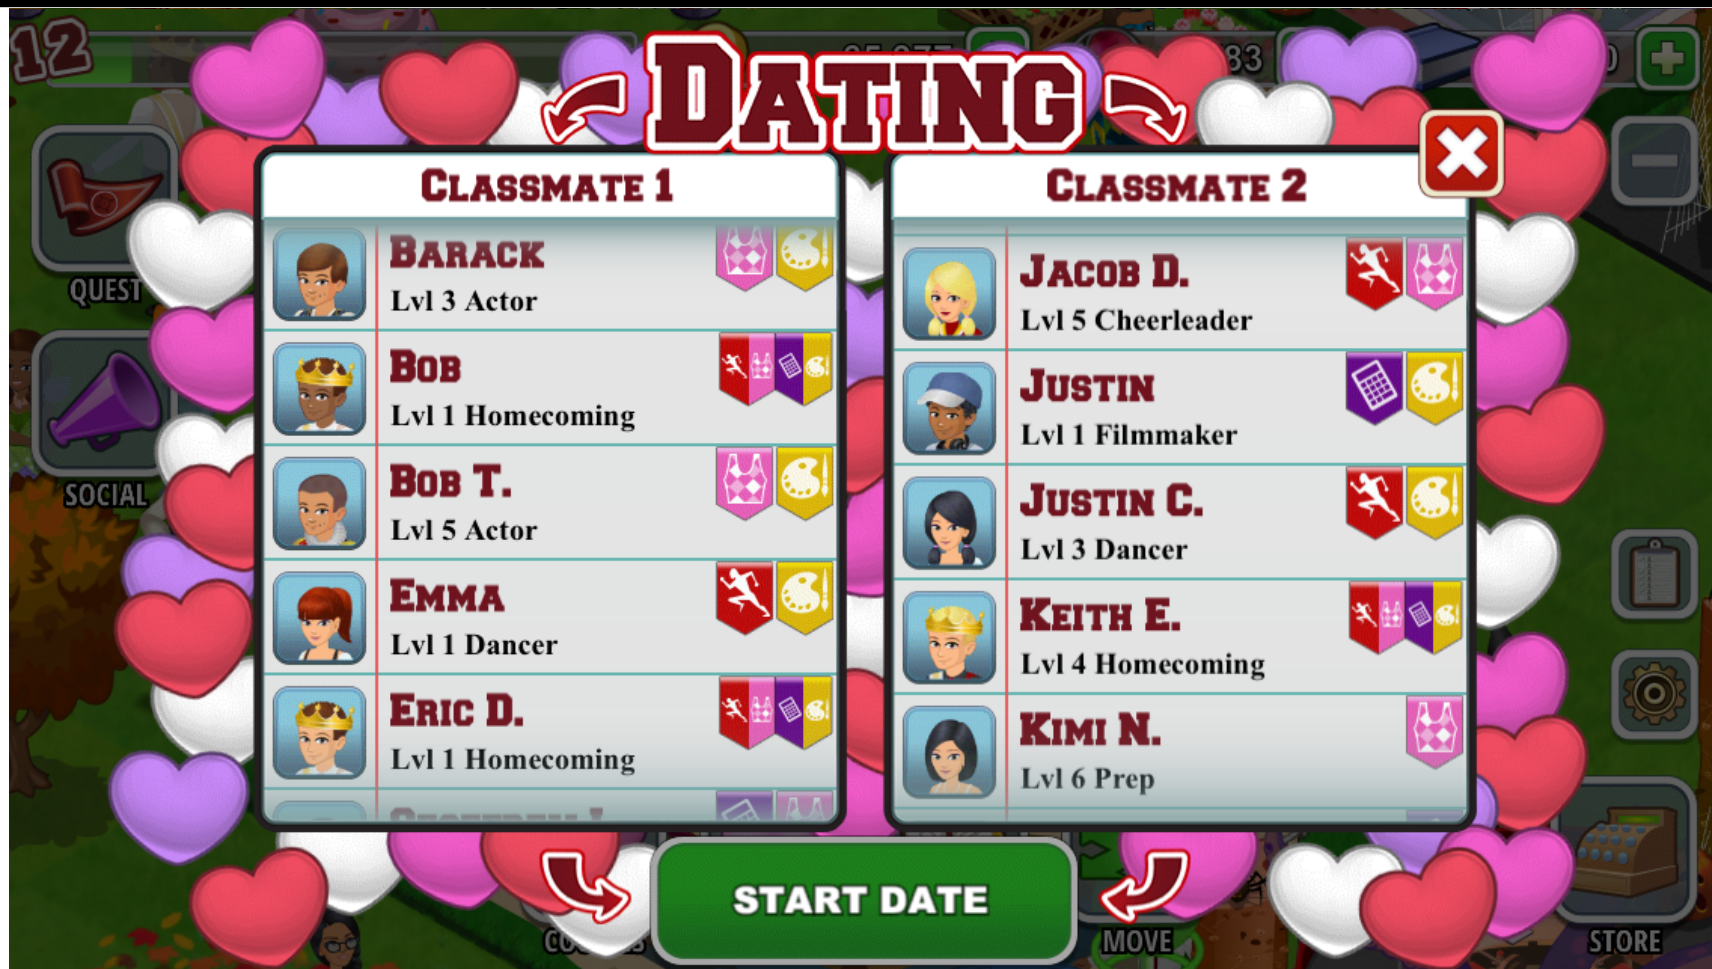 12
DATING
CLASSMATE 1
BARACK
Lvl 3 Actor
BOB
Lvl 1 Homecoming
BOB T.
Lvl 5 Actor
EMMA
Lvl 1 Dancer
ERIC D.
Lvl 1 Homecoming
CLASSMATE 2
JACOB D.
Lvl 5 Cheerleader
JUSTIN
Lvl 1 Filmmaker
JUSTIN C.
Lvl 3 Dancer
KEITH E.
Lvl 4 Homecoming
KIMI N.
Lvl 6 Prep
QUEST
SOCIAL
START DATE
MOVE
STORE